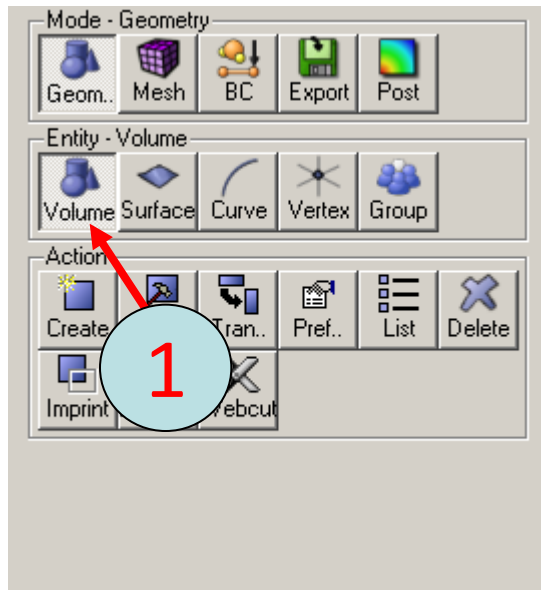 Mode - Geometry
Geom.. Mesh BC Export Post
Entity - Volume
Volume Surface Curve Vertex Group
Action
Create Tran.. Pref.. List Delete
1
Imprint Webcut